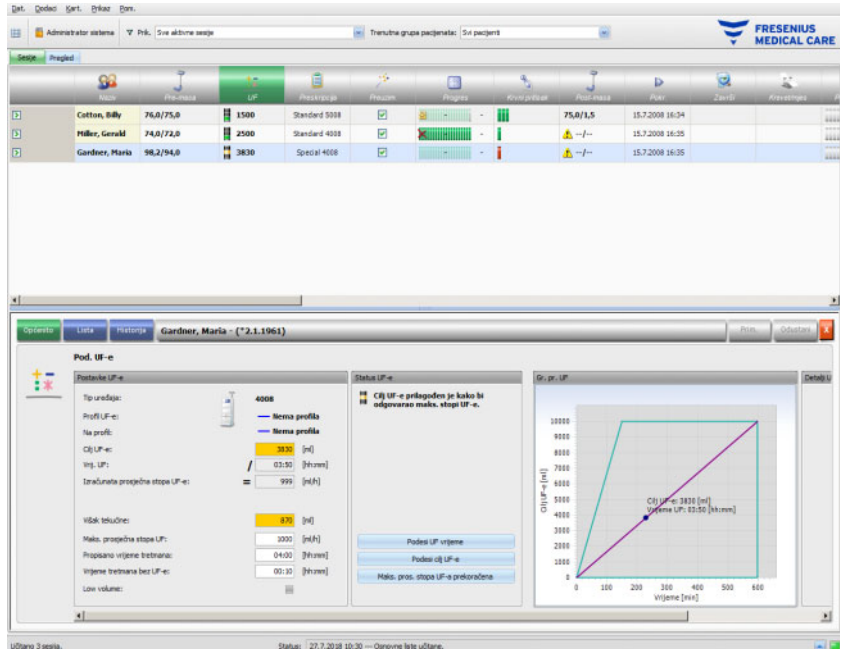 Dat. Dodaci Kart. Prikaz Pom.
Administrator sistema Prik. Sve aktivne sesije Trenutna grupa pacijenata: Svi pacijenti
FRESENIUS
MEDICAL CARE
Sesije Pregled
Naziv Pre-masa UF Preskripcija Preuzim Progres Krvni pritisak Post-masa Pokr. Završi
Cotton, Billy 76,0/75,0 1500 Standard 5008 - - 75,0/1,5 15.7.2008 16:34
Miller, Gerald 74,0/72,0 2500 Standard 4008 - - --/-- 15.7.2008 16:35
Gardner, Maria 98,2/94,0 3830 Special 4008 - - --/-- 15.7.2008 16:35
Općenito Lista Historija Gardner, Maria - (*2.1.1961) Prim. Odustani X
Pod. UF-e
Postavke UF-e
Tip uređaja: 4008
Profil UF-e: Nema profila
Na profil: Nema profila
Cilj UF-e: 3830 [ml]
Vrij. UF: / 03:50 [hh:mm]
Izračunata prosječna stopa UF-e: = 999 [ml/h]
Višak tekućine: 870 [ml]
Maks. prosječna stopa UF: 1000 [ml/h]
Propisano vrijeme tretmana: 04:00 [hh:mm]
Vrijeme tretmana bez UF-e: 00:10 [hh:mm]
Low volume:
Status UF-e
Cilj UF-e prilagođen je kako bi
odgovarao maks. stopi UF-e.
Podesi UF vrijeme
Podesi cilj UF-e
Maks. pros. stopa UF-a prekoračena
Gr. pr. UF
Cilj UF-e [ml]
10000
9000
8000
7000
6000
5000
4000
3000
2000
1000
0
Cilj UF-e: 3830 [ml]
Vrijeme UF: 03:50 [hh:mm]
0 100 200 300 400 500 600
Vrijeme [min]
Detalji U
Učitano 3 sesija. Status: 27.7.2018 10:30 --- Osnovne liste učitane.